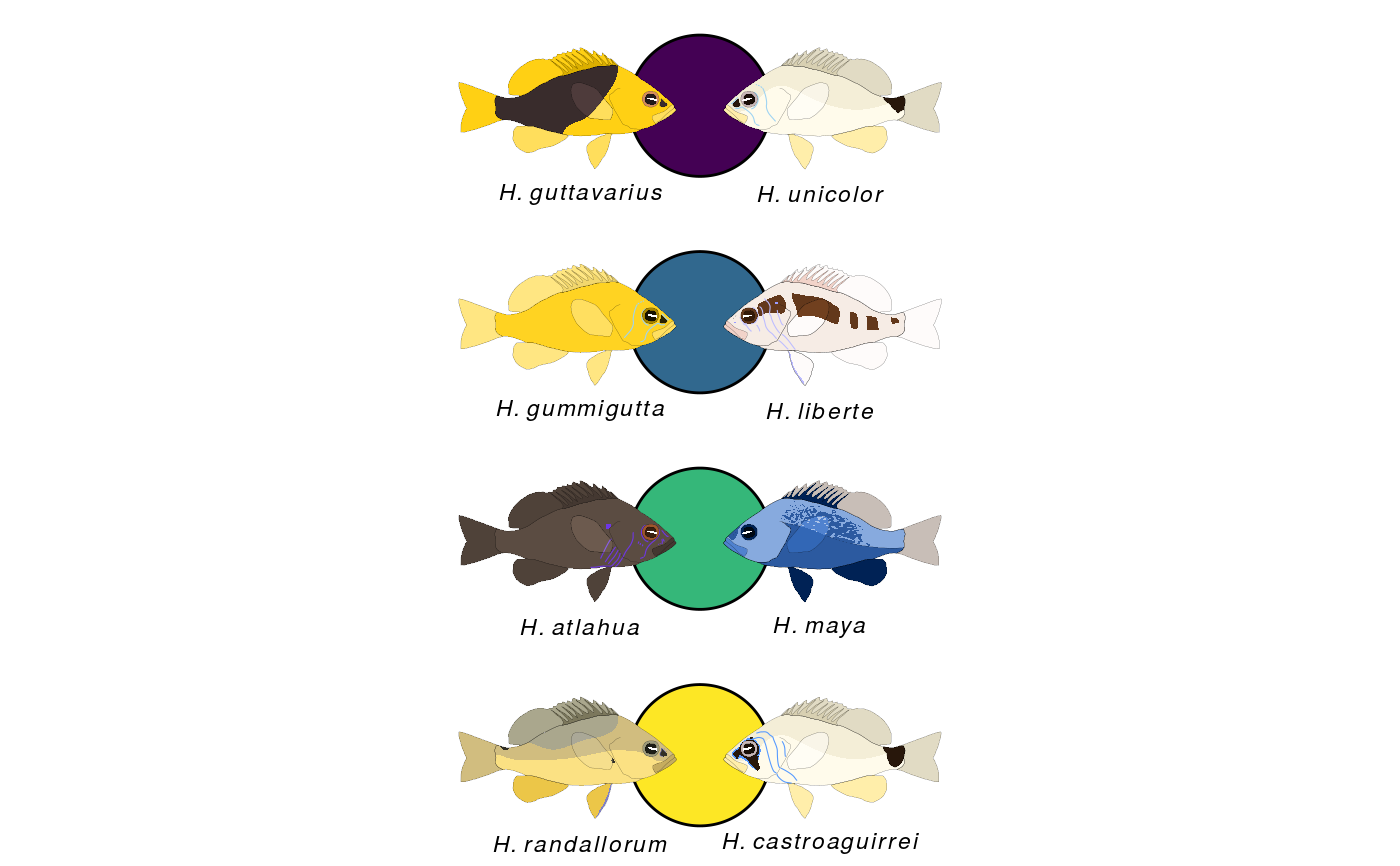 H. guttavarius
H. unicolor
H. gummigutta
H. liberte
H. atlahua
H. maya
H. randallorum
H. castroaguirrei